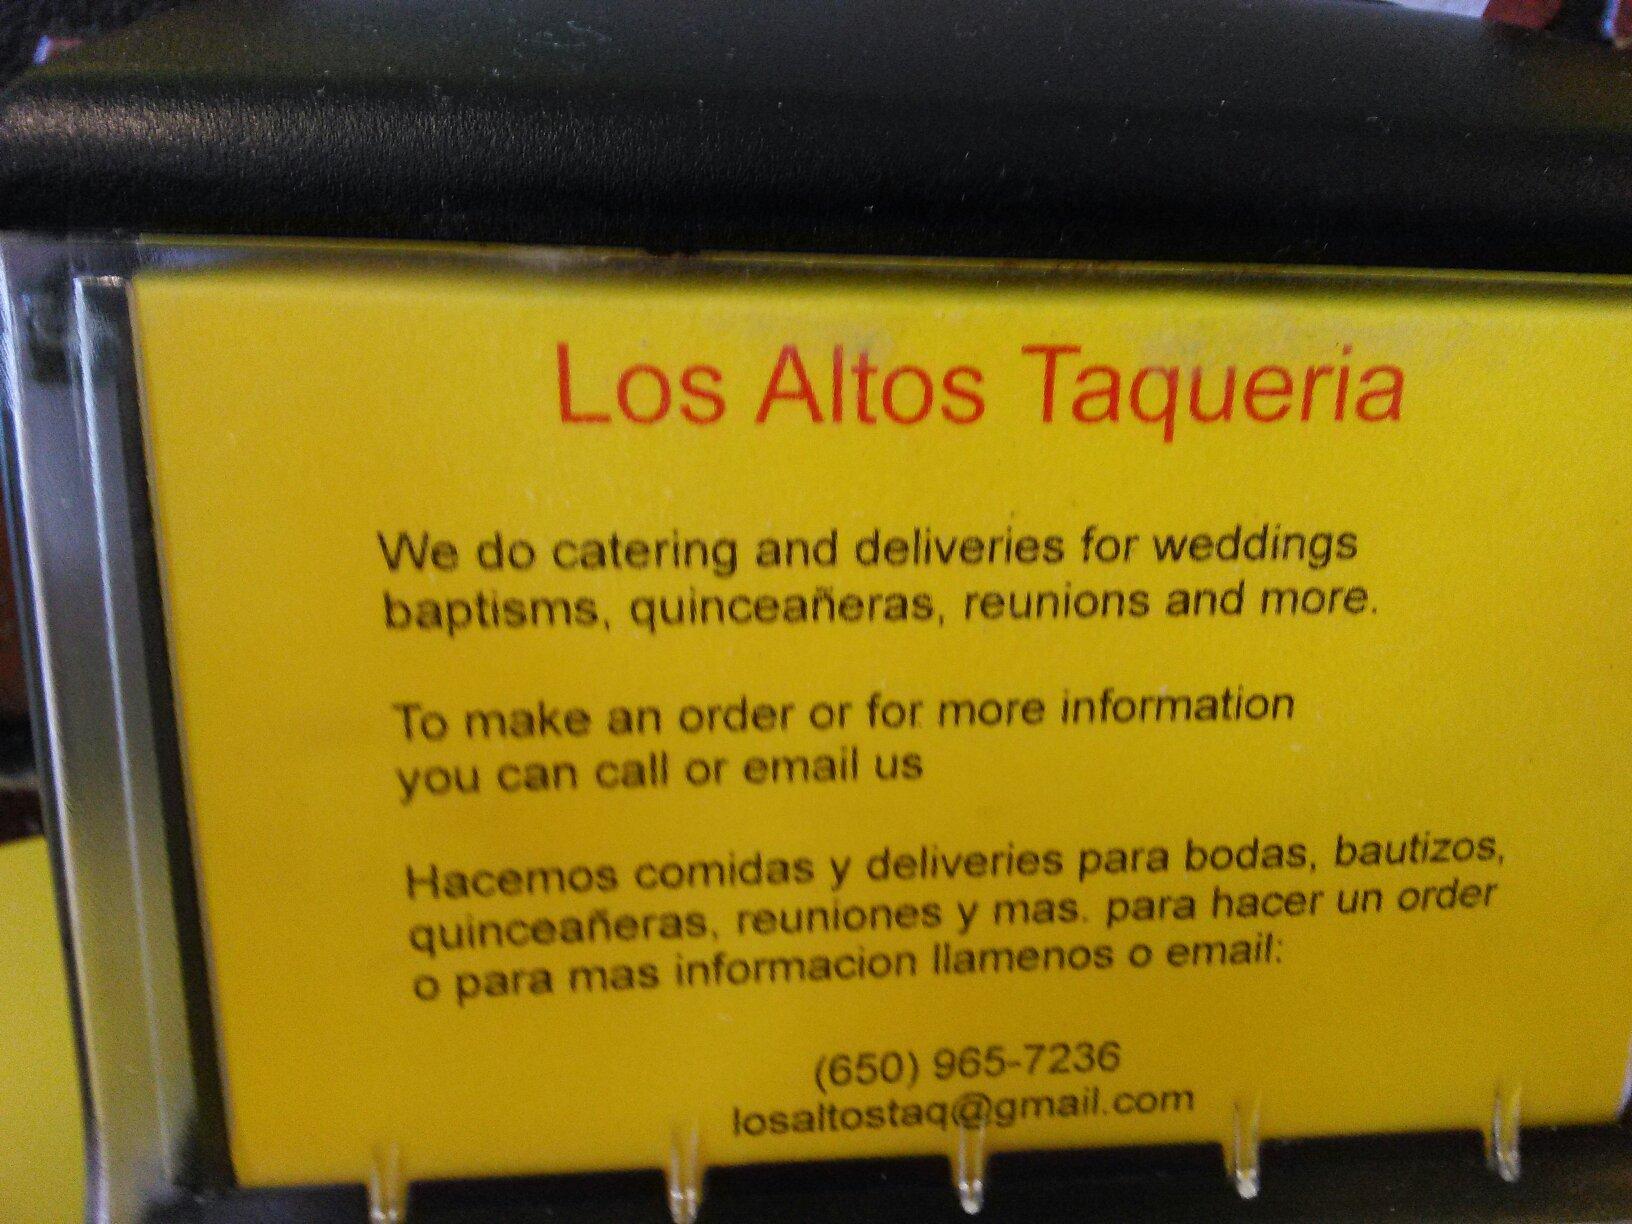 Los Altos Taqueria
We do catering and deliveries for weddings
baptisms, quinceañeras, reunions and more.
To make an order or for more information
you can call or email us
Hacemos comidas y deliveries para bodas, bautizos,
quinceañeras, reuniones y mas. para hacer un order
o para mas informacion llamenos o email:
(650) 965-7236
losaltostaq@gmail.com